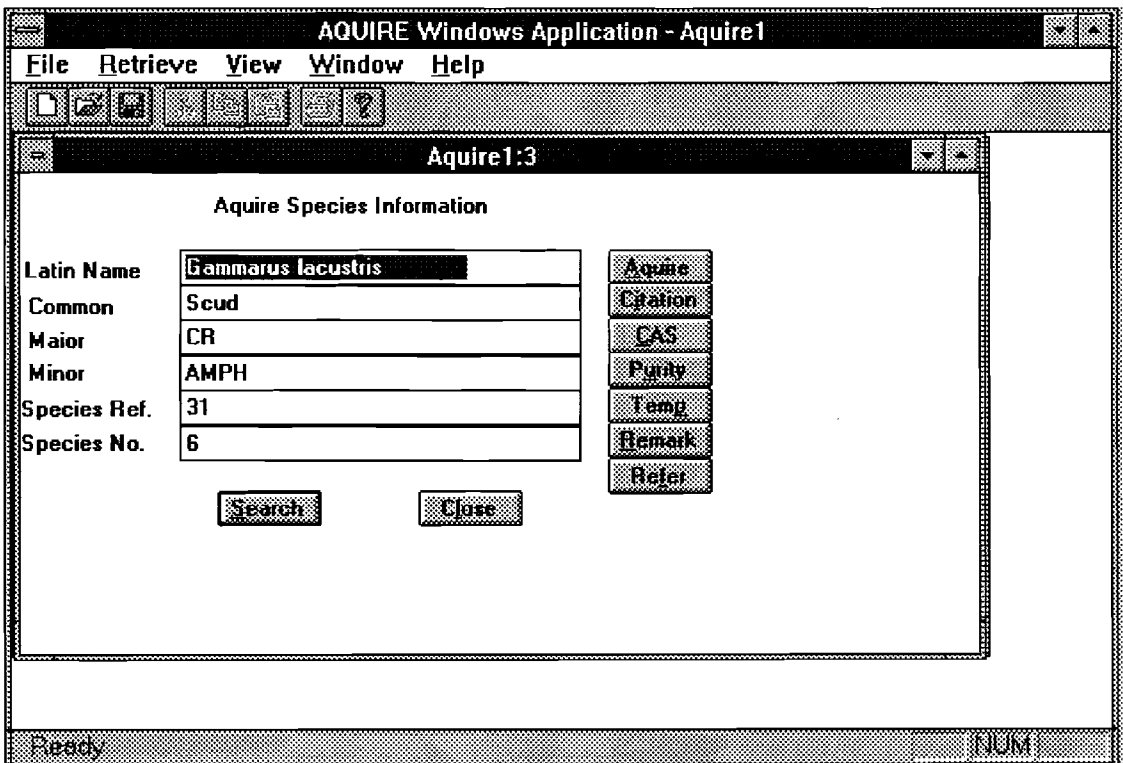 AQUIRE Windows Application - Aquire1
File Retrieve View Window Help
Aquire1:3
Aquire Species Information
Latin Name Gammarus lacustris Aquire
Common Scud Citation
Maior CR CAS
Minor AMPH Purity
Species Ref. 31 Temp
Species No. 6 Remark
Refer
Search Close
Ready NUM